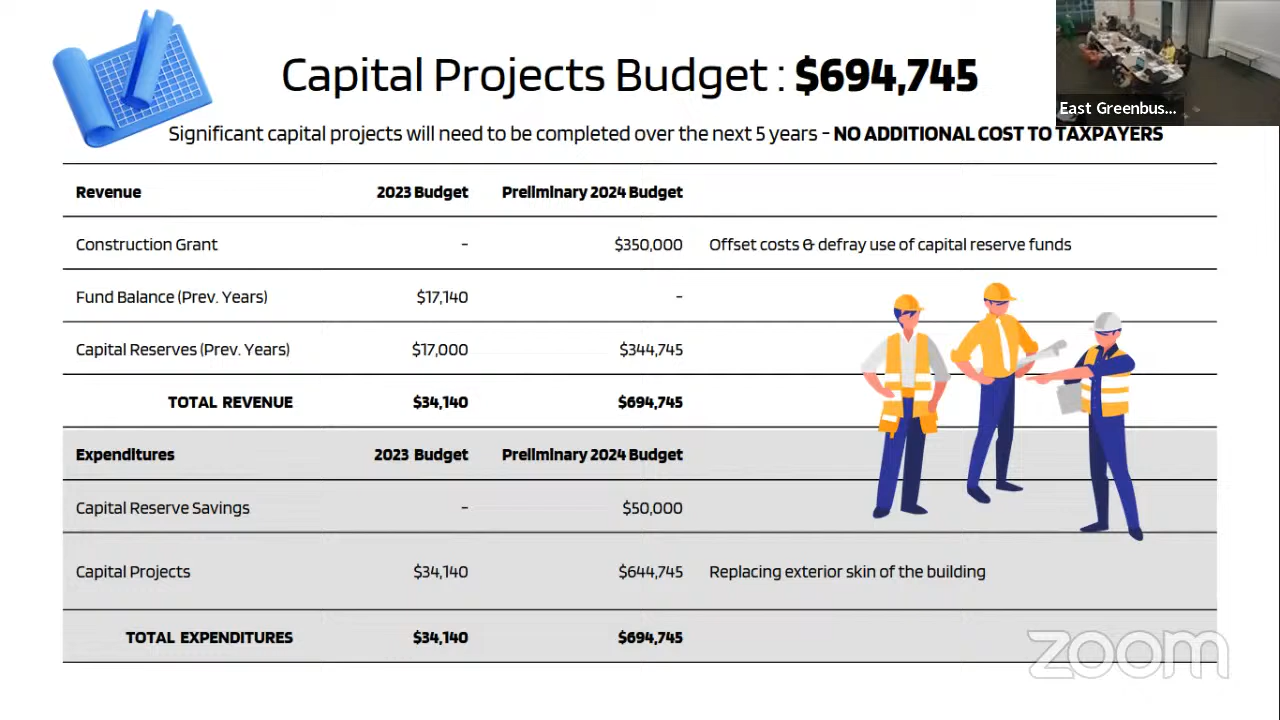 Capital Projects Budget : $694,745
East Greenbus...
Significant capital projects will need to be completed over the next 5 years - NO ADDITIONAL COST TO TAXPAYERS
Revenue 2023 Budget Preliminary 2024 Budget
Construction Grant - $350,000 Offset costs & defray use of capital reserve funds
Fund Balance (Prev. Years) $17,140 -
Capital Reserves (Prev. Years) $17,000 $344,745
TOTAL REVENUE $34,140 $694,745
Expenditures 2023 Budget Preliminary 2024 Budget
Capital Reserve Savings - $50,000
Capital Projects $34,140 $644,745 Replacing exterior skin of the building
TOTAL EXPENDITURES $34,140 $694,745
zoom